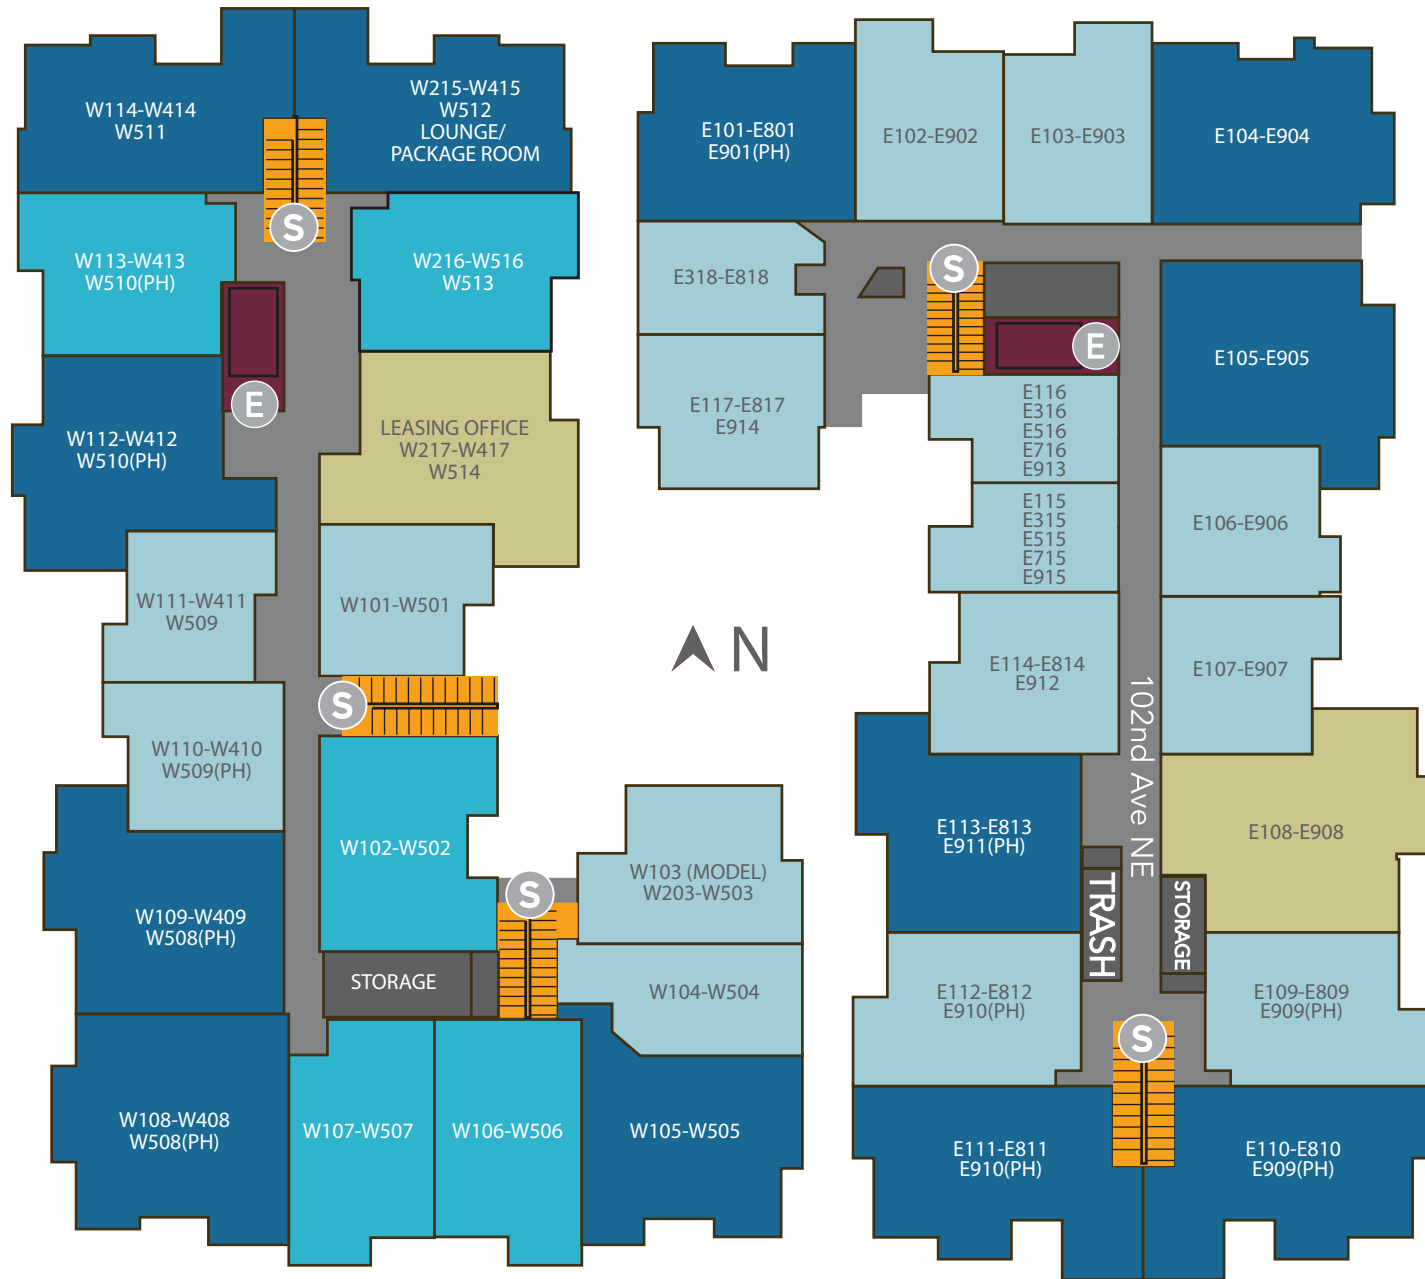 W114-W414
W511
W215-W415
W512
LOUNGE/
PACKAGE ROOM
S
W113-W413
W510(PH)
W216-W516
W513
E
W112-W412
W510(PH)
LEASING OFFICE
W217-W417
W514
W111-W411
W509
W101-W501
S
W110-W410
W509(PH)
W102-W502
W109-W409
W508(PH)
S
W103 (MODEL)
W203-W503
STORAGE
W104-W504
W108-W408
W508(PH)
W107-W507
W106-W506
W105-W505
N
E101-E801
E901(PH)
E102-E902
E103-E903
E104-E904
E318-E818
S
E
E105-E905
E117-E817
E914
E116
E316
E516
E716
E913
E115
E315
E515
E715
E915
E106-E906
E114-E814
E912
E107-E907
102nd Ave NE
E113-E813
E911(PH)
E108-E908
TRASH
STORAGE
E112-E812
E910(PH)
E109-E809
E909(PH)
S
E111-E811
E910(PH)
E110-E810
E909(PH)